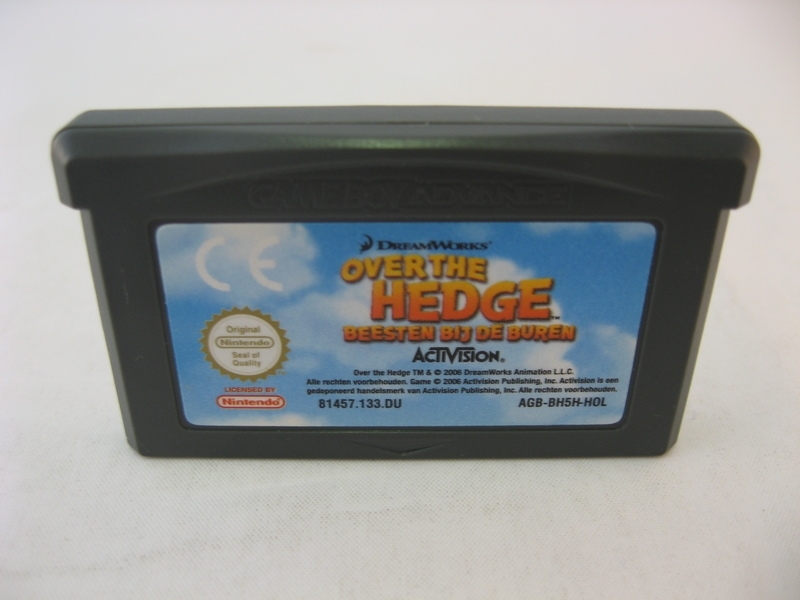 GAME BOY ADVANCE
CE
DREAMWORKS
OVER THE
HEDGE™
BEESTEN BIJ DE BUREN
ACTIVISION®
Original
Nintendo
Seal of
Quality
LICENSED BY
Nintendo
Over the Hedge TM & © 2006 DreamWorks Animation L.L.C.
Alle rechten voorbehouden. Game © 2006 Activision Publishing, Inc. Activision is een
gedeponeerd handelsmerk van Activision Publishing, Inc. Alle rechten voorbehouden.
81457.133.DU
AGB-BH5H-HOL